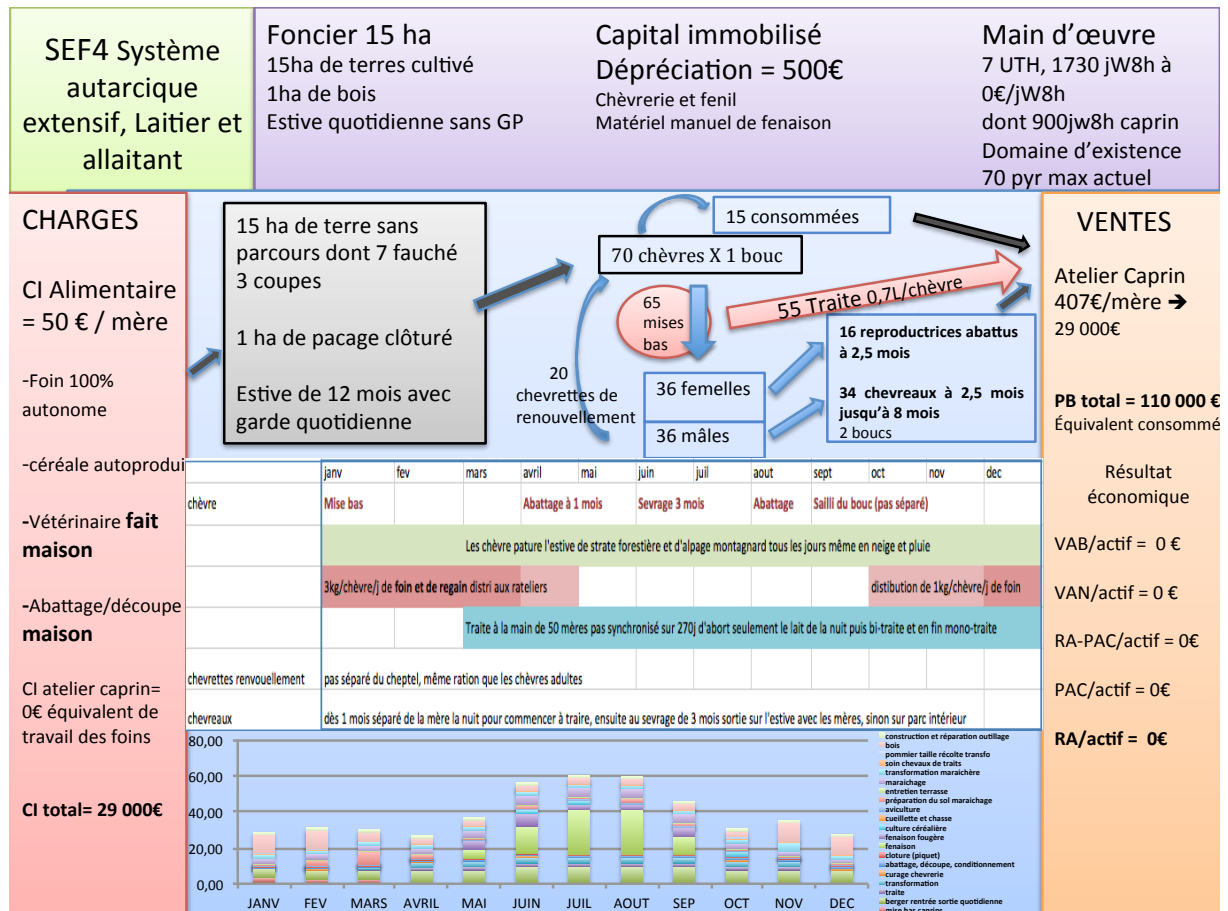 SEF4 Système
autarcique
extensif, Laitier et
allaitant
Foncier 15 ha
15ha de terres cultivé
1ha de bois
Estive quotidienne sans GP
Capital immobilisé
Dépréciation = 500€
Chèvrerie et fenil
Matériel manuel de fenaison
Main d'œuvre
7 UTH, 1730 jW8h à
0€/jW8h
dont 900jw8h caprin
Domaine d'existence
70 pyr max actuel
CHARGES
CI Alimentaire
= 50 € / mère
-Foin 100%
autonome
-céréale autoprodui
-Vétérinaire fait
maison
-Abattage/découpe
maison
CI atelier caprin=
0€ équivalent de
travail des foins
CI total= 29 000€
15 ha de terre sans
parcours dont 7 fauché
3 coupes
1 ha de pacage clôturé
Estive de 12 mois avec
garde quotidienne
15 consommées
70 chèvres X 1 bouc
65
mises
bas
55 Traite 0,7L/chèvre
20
chevrettes de
renouvellement
36 femelles
36 mâles
16 reproductrices abattus
à 2,5 mois
34 chevreaux à 2,5 mois
jusqu'à 8 mois
2 boucs
VENTES
Atelier Caprin
407€/mère ➔
29 000€
PB total = 110 000 €
Équivalent consommé
Résultat
économique
VAB/actif = 0 €
VAN/actif = 0 €
RA-PAC/actif = 0€
PAC/actif = 0€
RA/actif = 0€
janv fev mars avril mai juin juil aout sept oct nov dec
chèvre Mise bas Abattage à 1 mois Sevrage 3 mois Abattage Sailli du bouc (pas séparé)
Les chèvre pature l'estive de strate forestière et d'alpage montagnard tous les jours même en neige et pluie
3kg/chèvre/j de foin et de regain distri aux rateliers distibution de 1kg/chèvre/j de foin
Traite à la main de 50 mères pas synchronisé sur 270j d'abort seulement le lait de la nuit puis bi-traite et en fin mono-traite
chevrettes renvouellement pas séparé du cheptel, même ration que les chèvres adultes
chevreaux dès 1 mois séparé de la mère la nuit pour commencer à traire, ensuite au sevrage de 3 mois sortie sur l'estive avec les mères, sinon sur parc intérieur
80,00
60,00
40,00
20,00
0,00
JANV FEV MARS AVRIL MAI JUIN JUIL AOUT SEP OCT NOV DEC
construction et réparation outillage
bois
pommier taille récolte transfo
soin chevaux de traits
transformation maraichère
maraichage
entretien terrasse
préparation du sol maraichage
aviculture
cueillette et chasse
culture céréalière
fenaison fougère
fenaison
cloture (piquet)
abattage, découpe, conditionnement
curage chevrerie
transformation
traite
berger rentrée sortie quotidienne
mise bas caprins